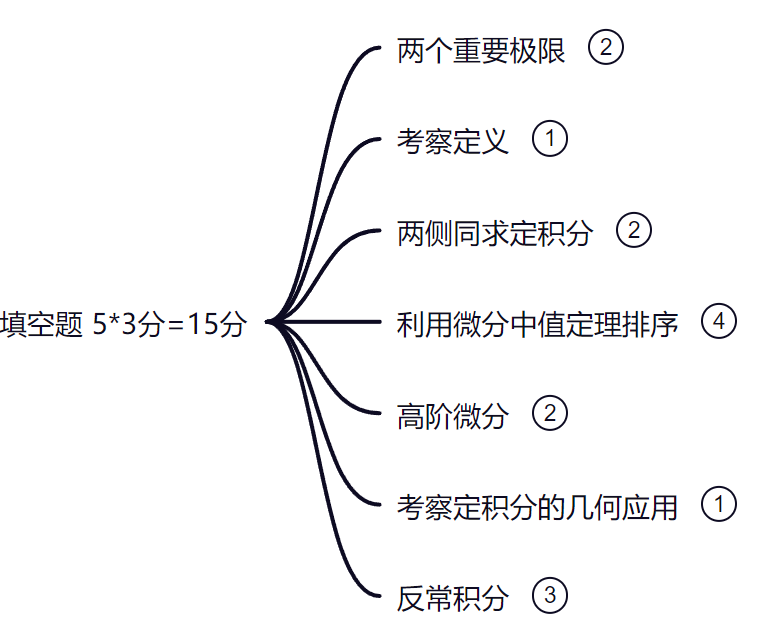 两个重要极限 2
考察定义 1
两侧同求定积分 2
填空题 5*3分=15分
利用微分中值定理排序 4
高阶微分 2
考察定积分的几何应用 1
反常积分 3